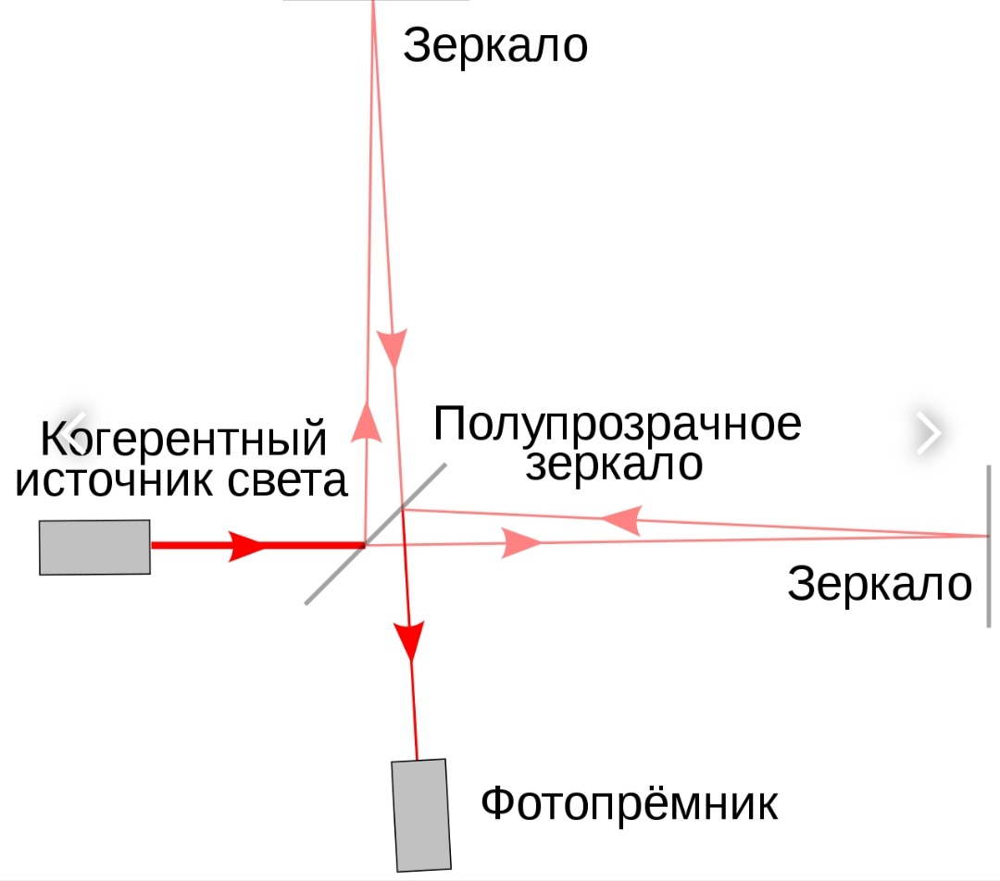 Зеркало
Когерентный
источник света
Полупрозрачное
зеркало
Зеркало
Фотопрёмник